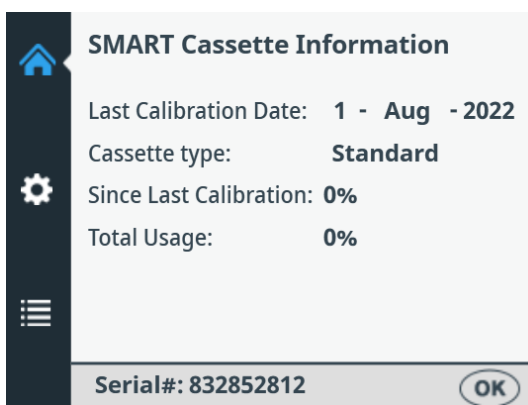 SMART Cassette Information
Last Calibration Date: 1 - Aug - 2022
Cassette type: Standard
Since Last Calibration: 0%
Total Usage: 0%
Serial#: 832852812
OK